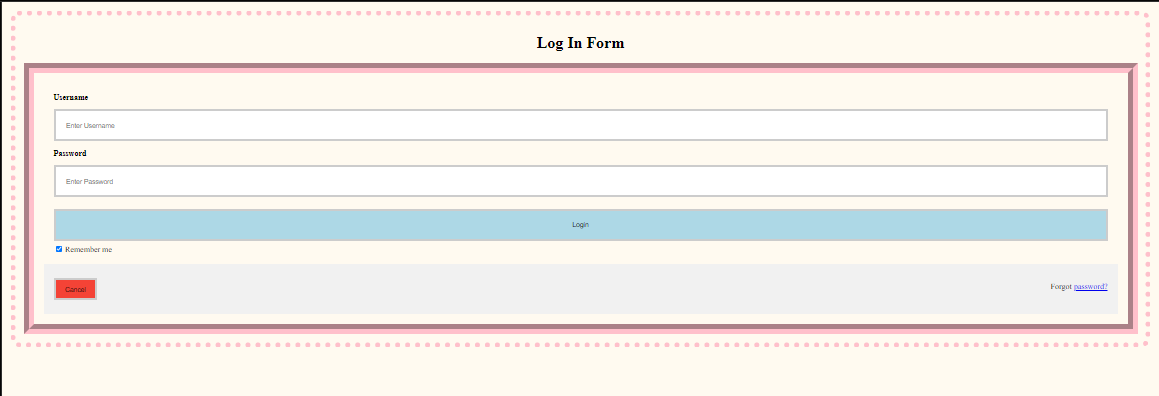 Log In Form
Username
Enter Username
Password
Enter Password
Login
Remember me
Cancel
Forgot password?